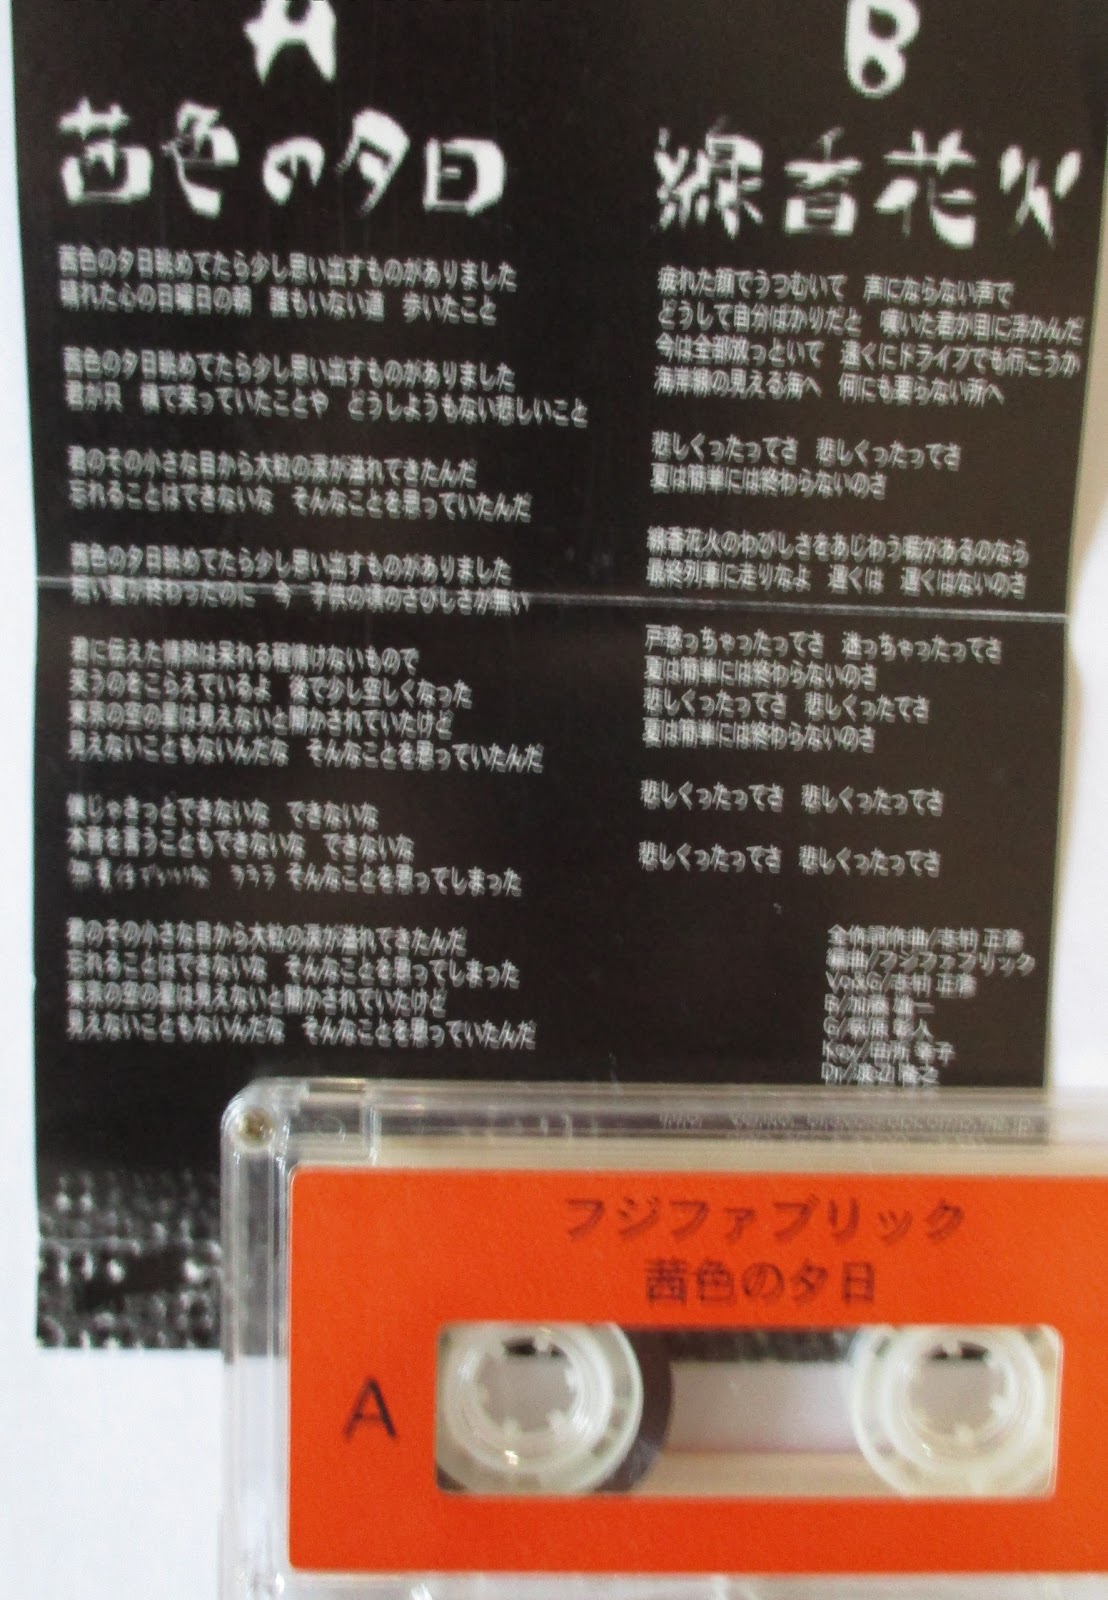 A
茜色の夕日
茜色の夕日眺めてたら少し思い出すものがありました
晴れた心の日曜日の朝　誰もいない道　歩いたこと
茜色の夕日眺めてたら少し思い出すものがありました
君が只　横で笑っていたことや　どうしようもない悲しいこと
君のその小さな目から大粒の涙が溢れてきたんだ
忘れることはできないな　そんなことを思っていたんだ
茜色の夕日眺めてたら少し思い出すものがありました
短い夏が終わったのに　今　子供の頃のさびしさが無い
君に伝えた情熱は呆れる程情けないもので
笑うのをこらえているよ　後で少し空しくなった
東京の空の星は見えないと聞かされていたけど
見えないこともないんだな　そんなことを思っていたんだ
僕じゃきっとできないな　できないな
本音を言うこともできないな　できないな
でいいな　ラララ そんなことを思ってしまった
君のその小さな目から大粒の涙が溢れてきたんだ
忘れることはできないな　そんなことを思ってしまった
東京の空の星は見えないと聞かされていたけど
見えないこともないんだな　そんなことを思っていたんだ
B
線香花火
疲れた顔でうつむいて　声にならない声で
どうして自分ばかりだと　嘆いた君が目に浮かんだ
今は全部放っといて　遠くにドライブでも行こうか
海岸線の見える海へ　何にも要らない所へ
悲しくったってさ　悲しくったってさ
夏は簡単には終わらないのさ
線香花火のわびしさをあじわう暇があるのなら
最終列車に走りなよ　遅くは　遅くはないのさ
戸惑っちゃったってさ　迷っちゃったってさ
夏は簡単には終わらないのさ
悲しくったってさ　悲しくったてさ
夏は簡単には終わらないのさ
悲しくったってさ　悲しくったってさ
悲しくったってさ　悲しくったってさ
全作詞作曲/志村 正彦
編曲/フジファブリック
Vo&G/志村 正彦
B/加藤 雄一
G/萩原 彰人
Key/田所 幸子
Dr/渡辺 隆之
フジファブリック
茜色の夕日
A